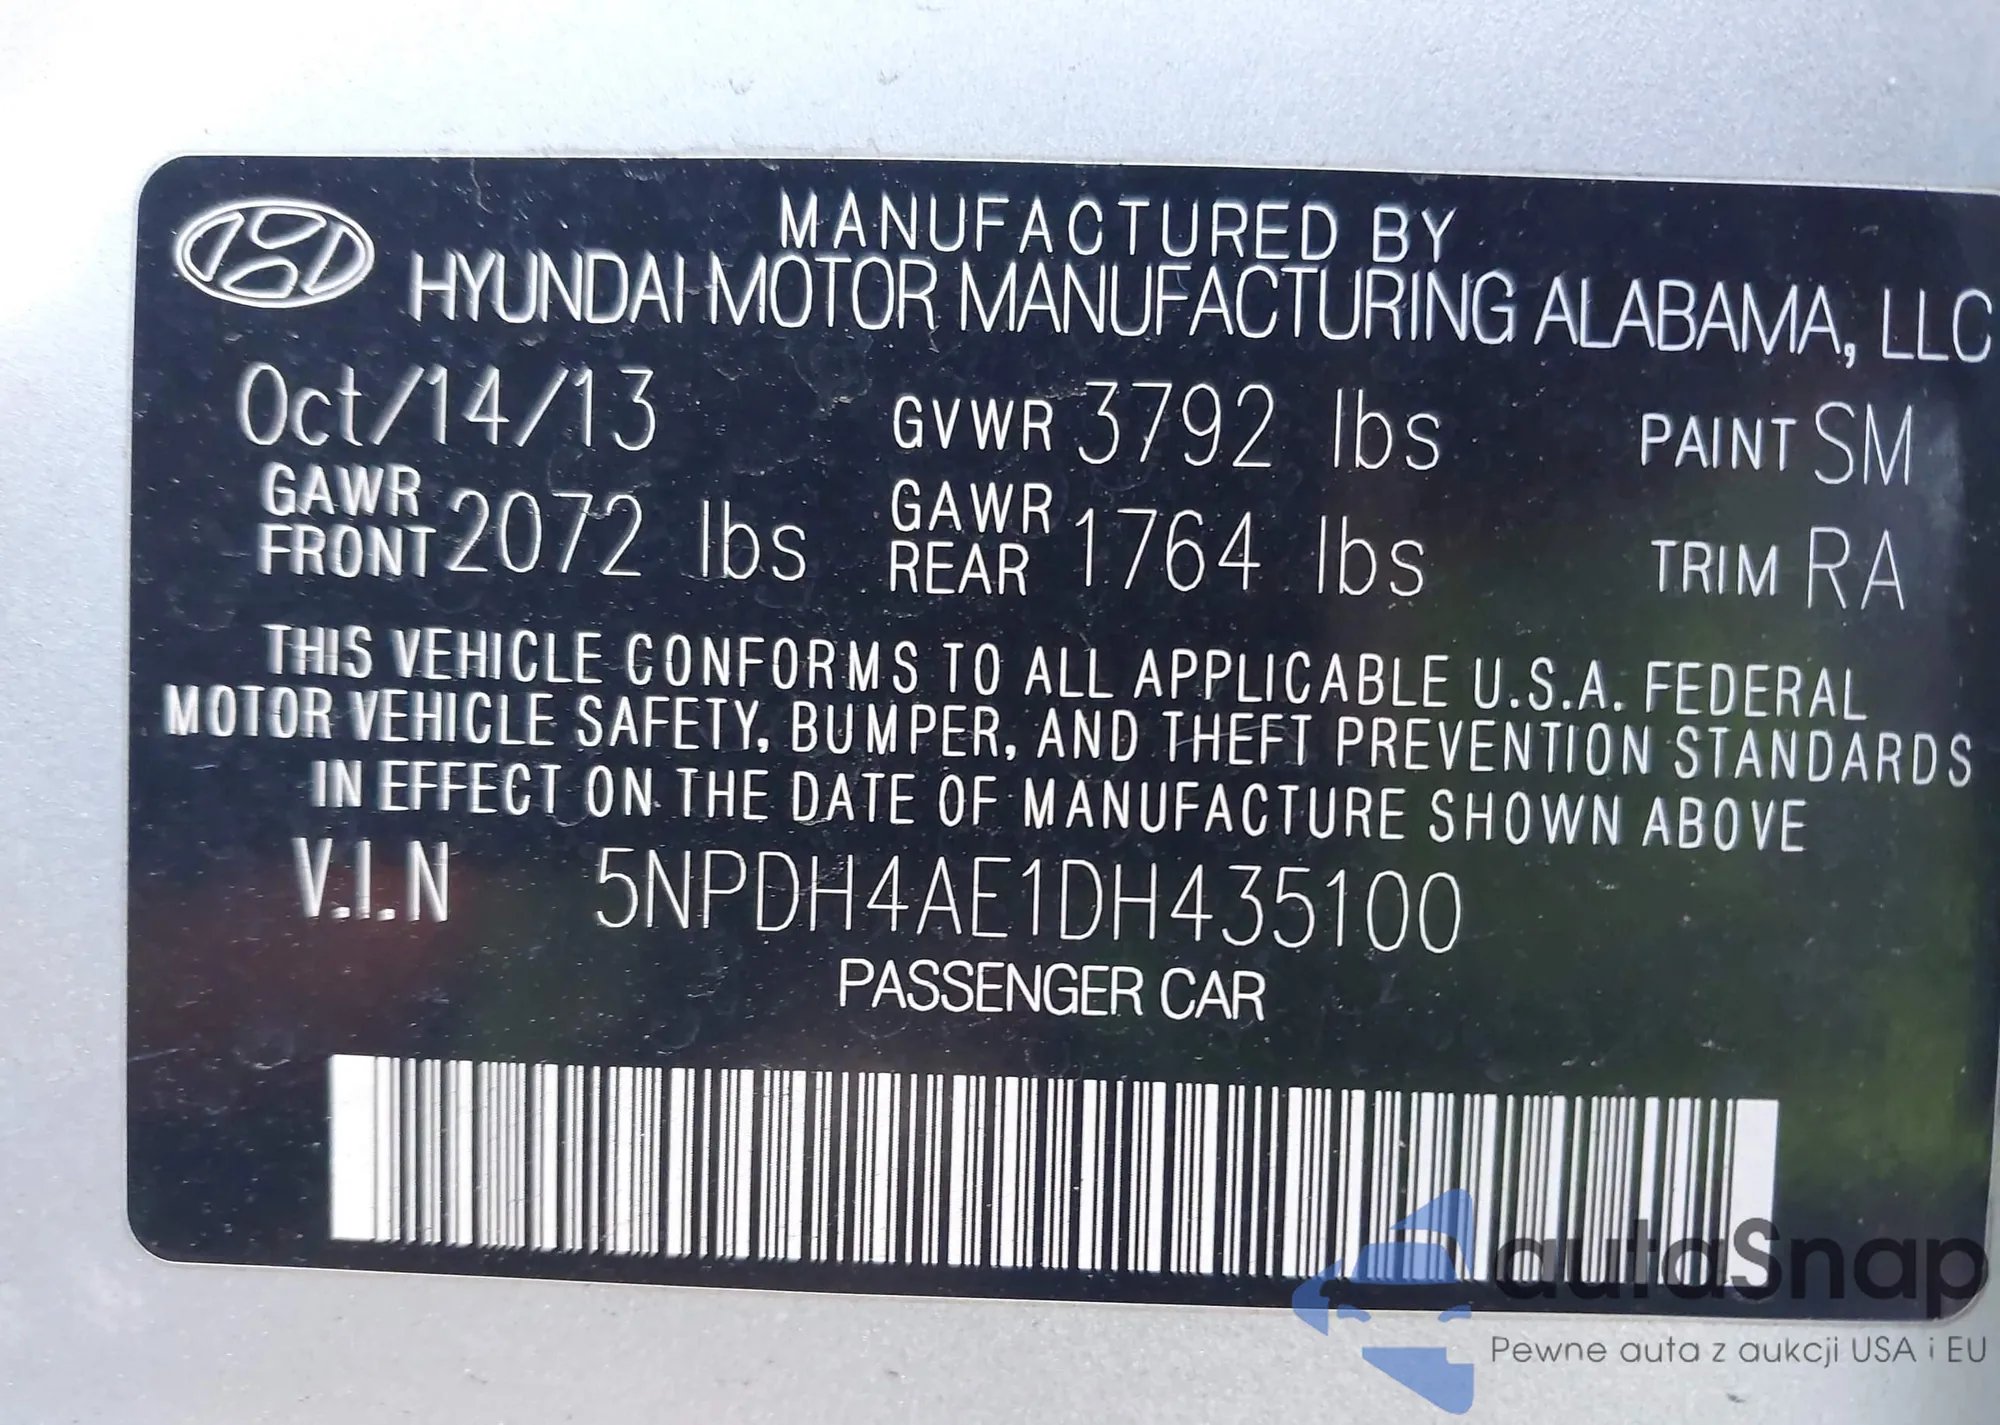 MANUFACTURED BY
HYUNDAI MOTOR MANUFACTURING ALABAMA, LLC
Oct/14/13 GVWR 3792 lbs PAINT SM
GAWR FRONT 2072 lbs GAWR REAR 1764 lbs TRIM RA
THIS VEHICLE CONFORMS TO ALL APPLICABLE U.S.A. FEDERAL
MOTOR VEHICLE SAFETY, BUMPER, AND THEFT PREVENTION STANDARDS
IN EFFECT ON THE DATE OF MANUFACTURE SHOWN ABOVE
V.I.N 5NPDH4AE1DH435100
PASSENGER CAR
autaSnap
Pewne auta z aukcji USA i EU